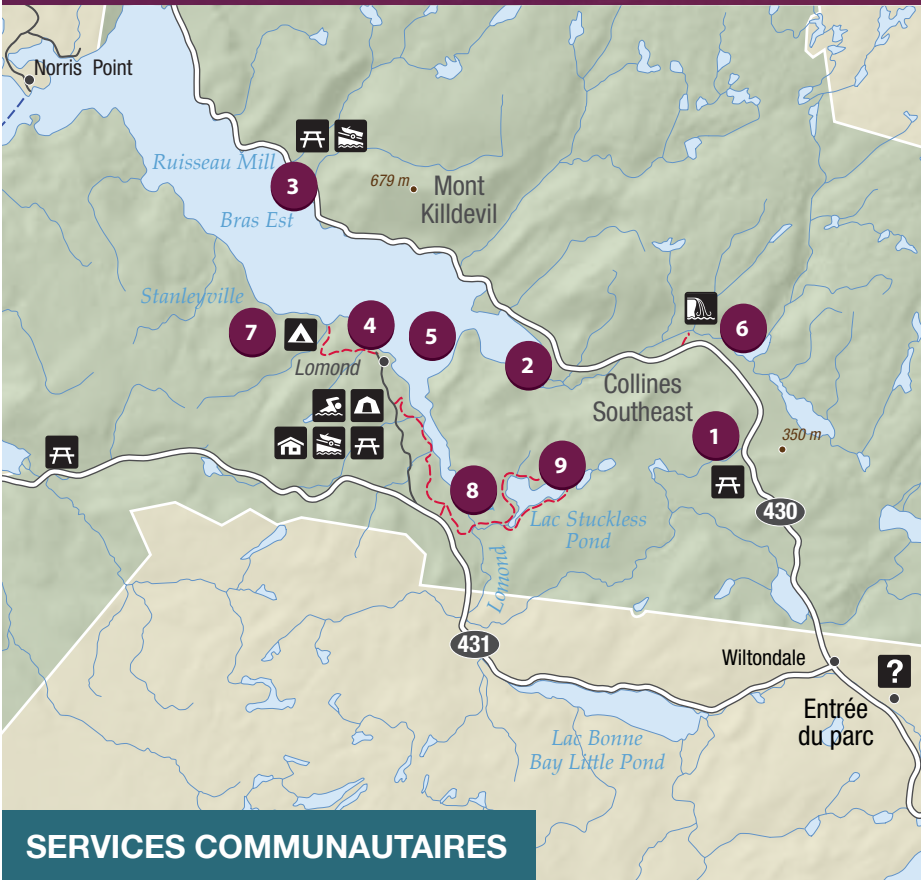 Norris Point
Ruisseau Mill
3
679 m
Mont
Killdevil
Bras Est
Stanleyville
7
4
5
6
Lomond
2
Collines
Southeast
1
350 m
9
8
Lac Stuckless
Pond
430
Lomond
431
Wiltondale
?
Entrée
du parc
Lac Bonne
Bay Little Pond
SERVICES COMMUNAUTAIRES